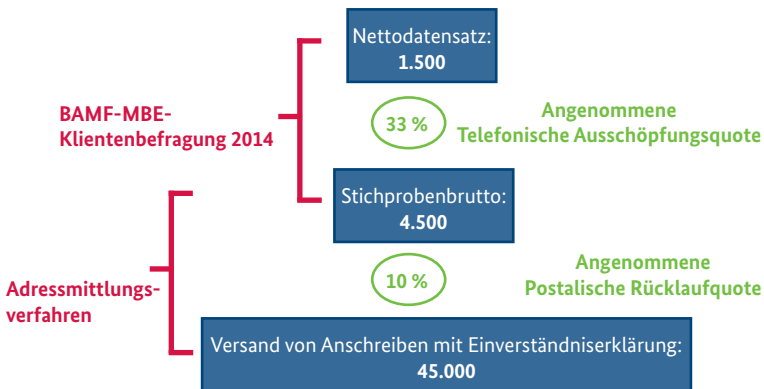 Nettodatensatz:
1.500
BAMF-MBE-
Klientenbefragung 2014
33 %
Angenommene
Telefonische Ausschöpfungsquote
Stichprobenbrutto:
4.500
Adressmittlungs-
verfahren
10 %
Angenommene
Postalische Rücklaufquote
Versand von Anschreiben mit Einverständniserklärung:
45.000